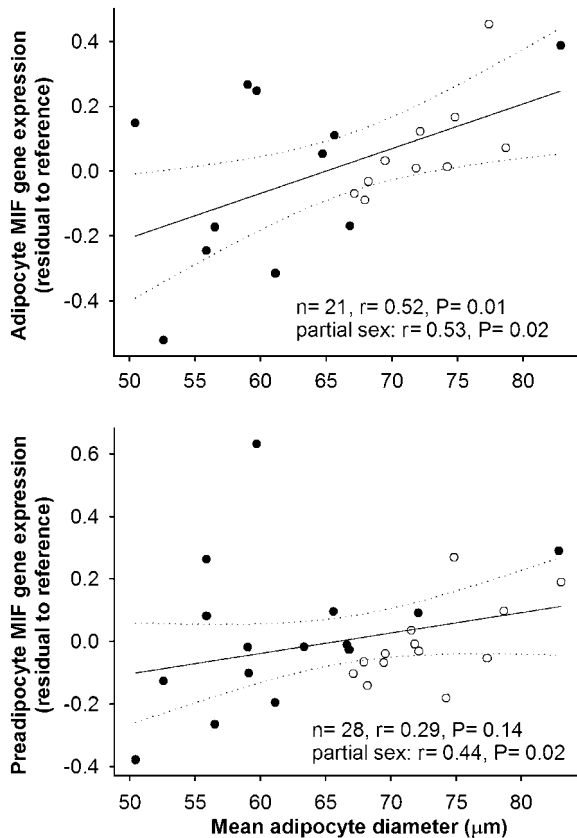 Adipocyte MIF gene expression
(residual to reference)
0.4
0.2
0.0
-0.2
-0.4
n= 21, r= 0.52, P= 0.01
partial sex: r= 0.53, P= 0.02
50 55 60 65 70 75 80
Preadipocyte MIF gene expression
(residual to reference)
0.6
0.4
0.2
0.0
-0.2
-0.4
n= 28, r= 0.29, P= 0.14
partial sex: r= 0.44, P= 0.02
50 55 60 65 70 75 80
Mean adipocyte diameter (μm)